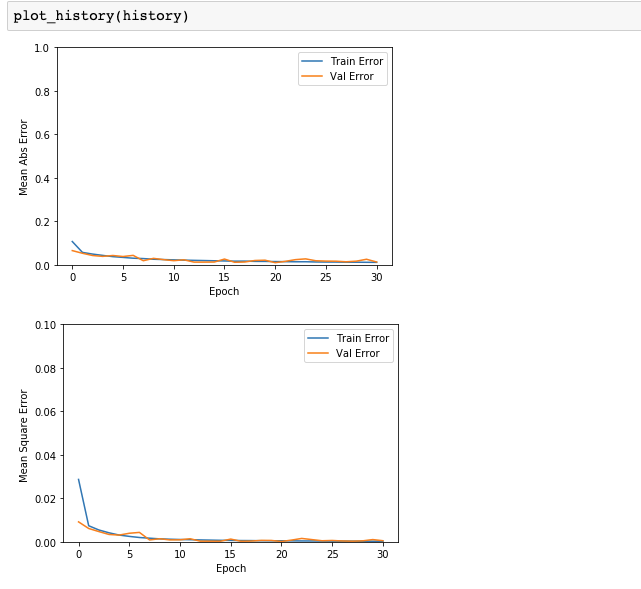 plot_history(history)
1.0
Train Error
Val Error
0.8
0.6
Mean Abs Error
0.4
0.2
0.0
0 5 10 15 20 25 30
Epoch
0.10
Train Error
Val Error
0.08
0.06
Mean Square Error
0.04
0.02
0.00
0 5 10 15 20 25 30
Epoch